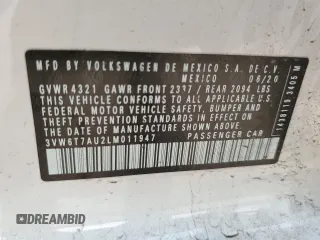 MFD BY VOLKSWAGEN DE MEXICO S.A. DE C.V
MEXICO 06/20
GVWR 4321 GAWR FRONT 2317 / REAR 2094 LBS
THIS VEHICLE CONFORMS TO ALL APPLICABLE
FEDERAL MOTOR VEHICLE SAFETY, BUMPER AND
THEFT PREVENTION STANDARDS IN EFFECT ON THE
DATE OF MANUFACTURE SHOWN ABOVE.
3VW6T7AU2LM011947 PASSENGER CAR